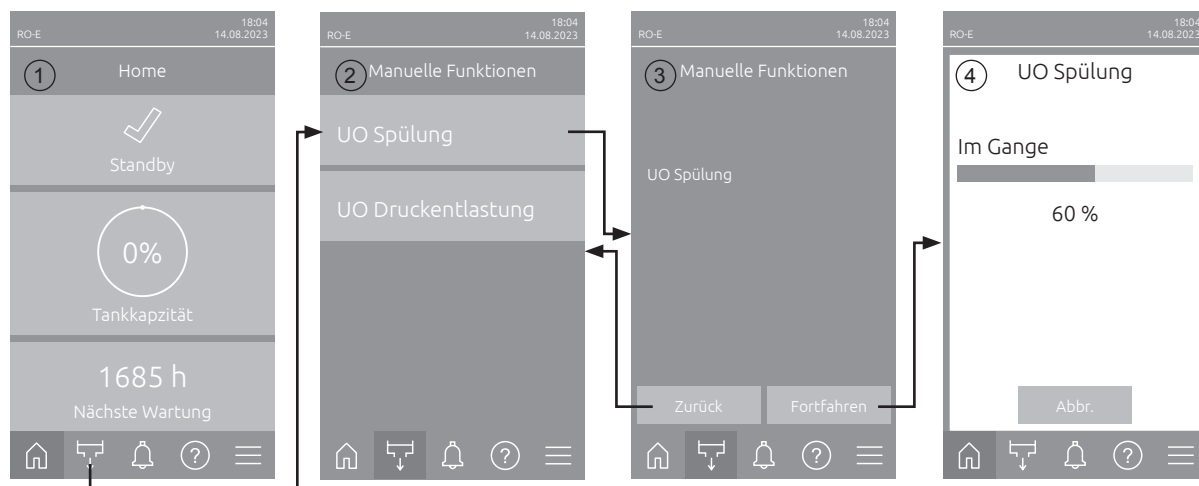 18:04
RO-E 14.08.2023
1 Home
Standby
0%
Tankkapzität
1685 h
Nächste Wartung
?
18:04
RO-E 14.08.2023
2 Manuelle Funktionen
UO Spülung
UO Druckentlastung
?
18:04
RO-E 14.08.2023
3 Manuelle Funktionen
UO Spülung
Zurück Fortfahren
?
18:04
RO-E 14.08.2023
4 UO Spülung
Im Gange
60 %
Abbr.
?